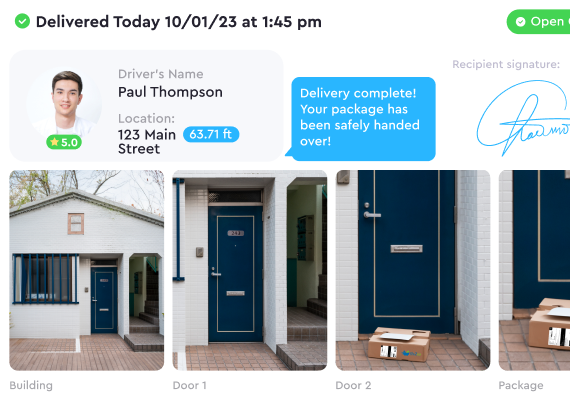 Delivered Today 10/01/23 at 1:45 pm
Open
Driver's Name
Paul Thompson
Location:
123 Main
Street
63.71 ft
5.0
Delivery complete!
Your package has
been safely handed
over!
Recipient signature:
Building
Door 1
Door 2
Package